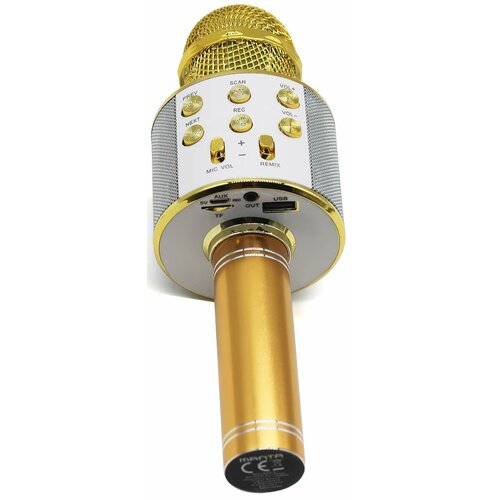 SCAN
PREV VOL+
NEXT REC VOL-
+
-
MIC VOL REMIX
AUX
5V OUT USB
TF
MANTA
CE